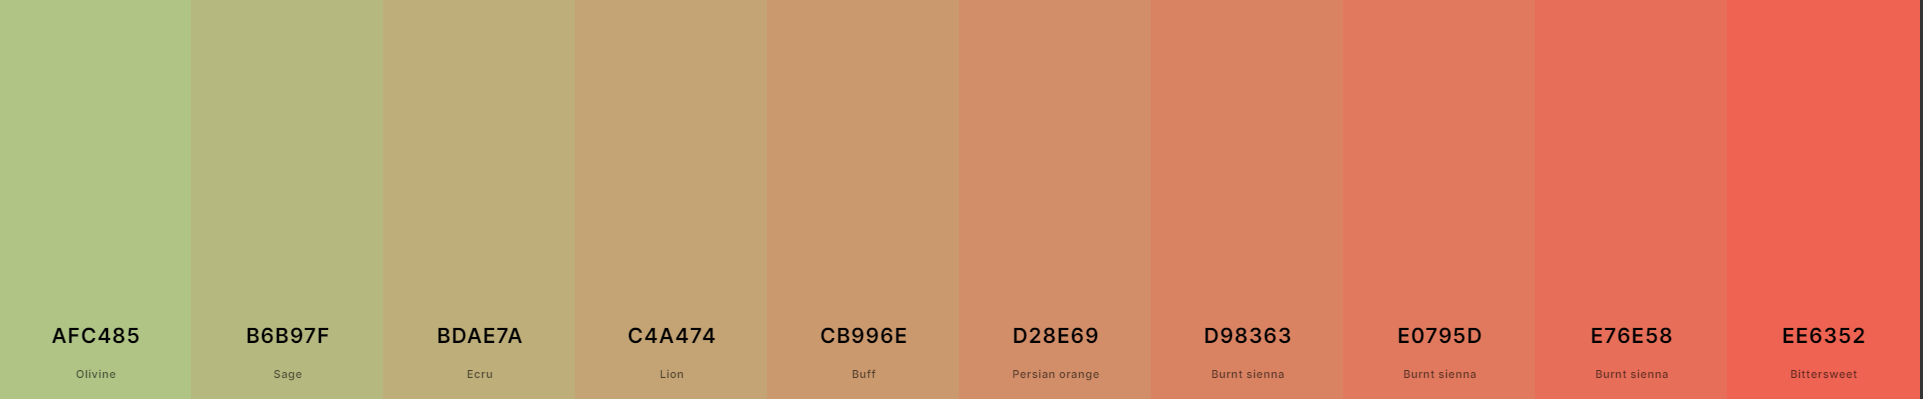 AFC485 B6B97F BDAE7A C4A474 CB996E D28E69 D98363 E0795D E76E58 EE6352
Olivine Sage Ecru Lion Buff Persian orange Burnt sienna Burnt sienna Burnt sienna Bittersweet